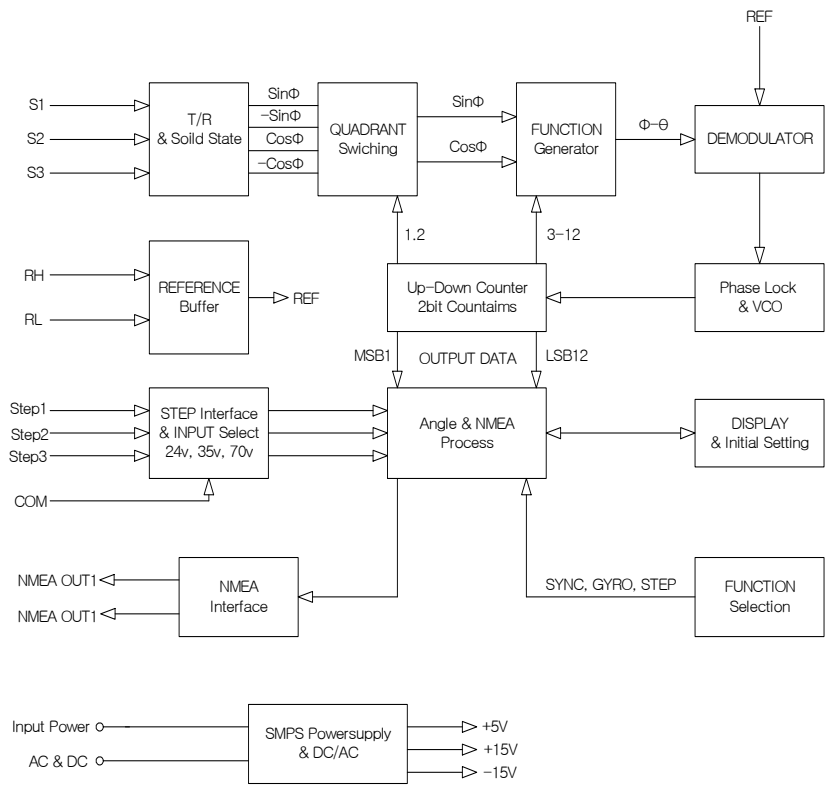 REF
S1
S2
S3
T/R
& Soild State
SinΦ
-SinΦ
CosΦ
-CosΦ
QUADRANT
Swiching
SinΦ
CosΦ
FUNCTION
Generator
Φ-Θ
DEMODULATOR
1.2
3-12
RH
RL
REFERENCE
Buffer
REF
Up-Down Counter
2bit Countaims
Phase Lock
& VCO
MSB1
OUTPUT DATA
LSB12
Step1
Step2
Step3
COM
STEP Interface
& INPUT Select
24v, 35v, 70v
Angle & NMEA
Process
DISPLAY
& Initial Setting
NMEA OUT1
NMEA OUT1
NMEA
Interface
SYNC, GYRO, STEP
FUNCTION
Selection
Input Power
AC & DC
SMPS Powersupply
& DC/AC
+5V
+15V
-15V